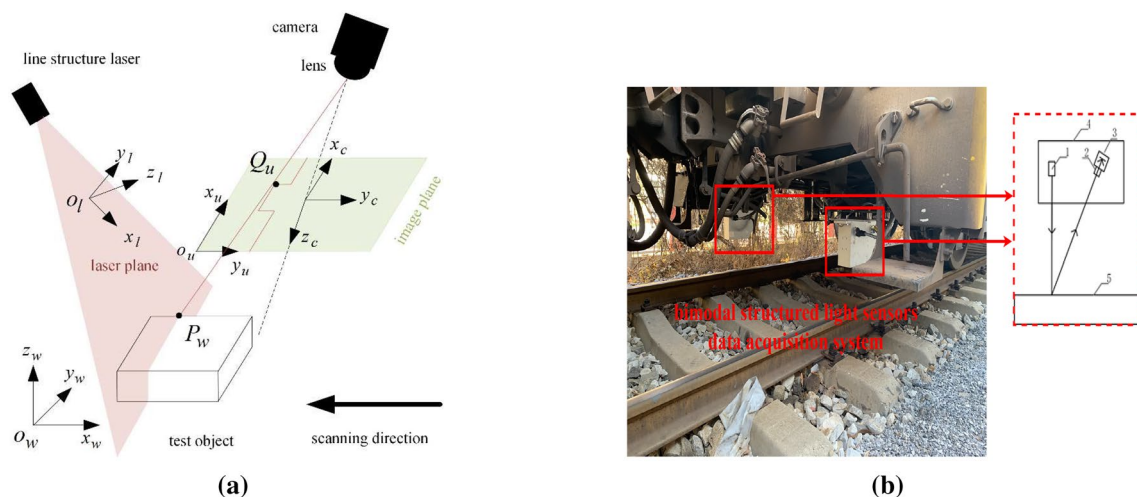 camera
lens
line structure laser
y_l
z_l
o_l
x_l
laser plane
Q_u
x_c
y_c
z_c
x_u
o_u
y_u
image plane
P_w
z_w
y_w
o_w
x_w
test object
scanning direction
(a)
bimodal structured light sensors
data acquisition system
4
3
1
2
5
(b)